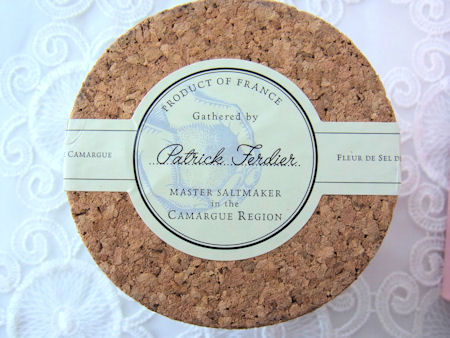 PRODUCT OF FRANCE
Gathered by
CAMARGUE
Patrick Ferdier
FLEUR DE SEL D
MASTER SALTMAKER
in the
CAMARGUE REGION